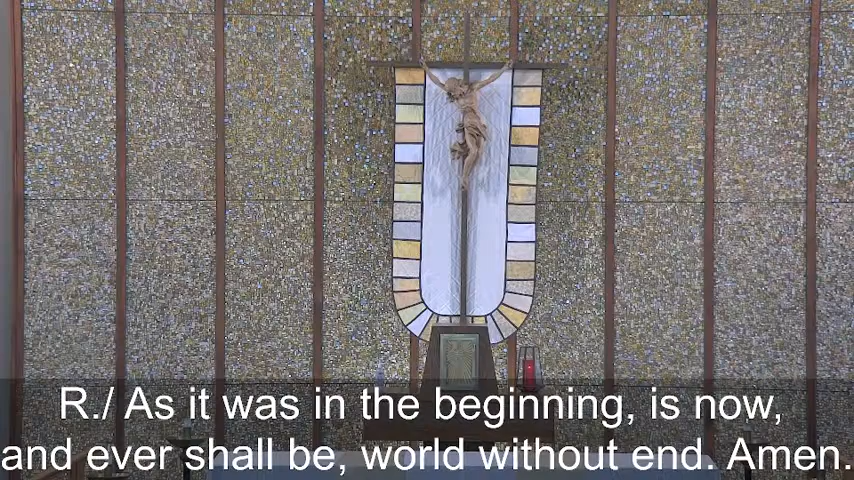 R./ As it was in the beginning, is now,
and ever shall be, world without end. Amen.